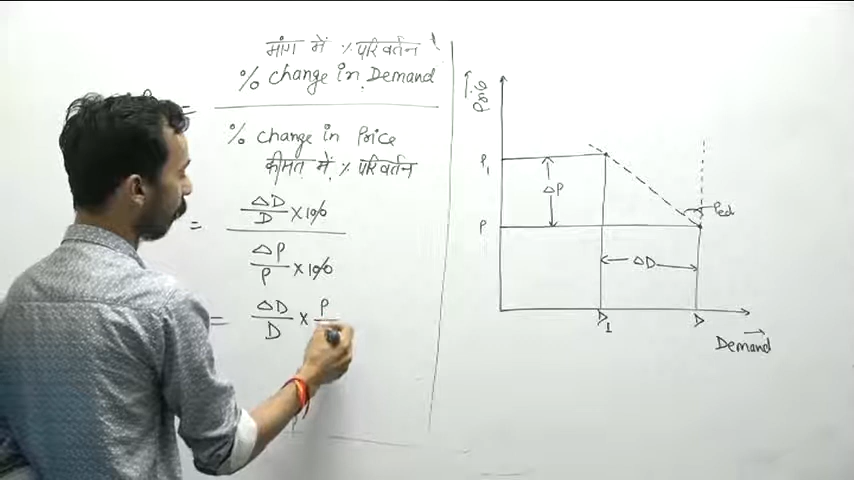 मांग में % परिवर्तन
% change in Demand
=
% change in Price
कीमत में % परिवर्तन
= ΔD/D × 100
ΔP/P × 100
= ΔD/D × P
Price
P1
ΔP
Ped
P
ΔD
D1 D
Demand